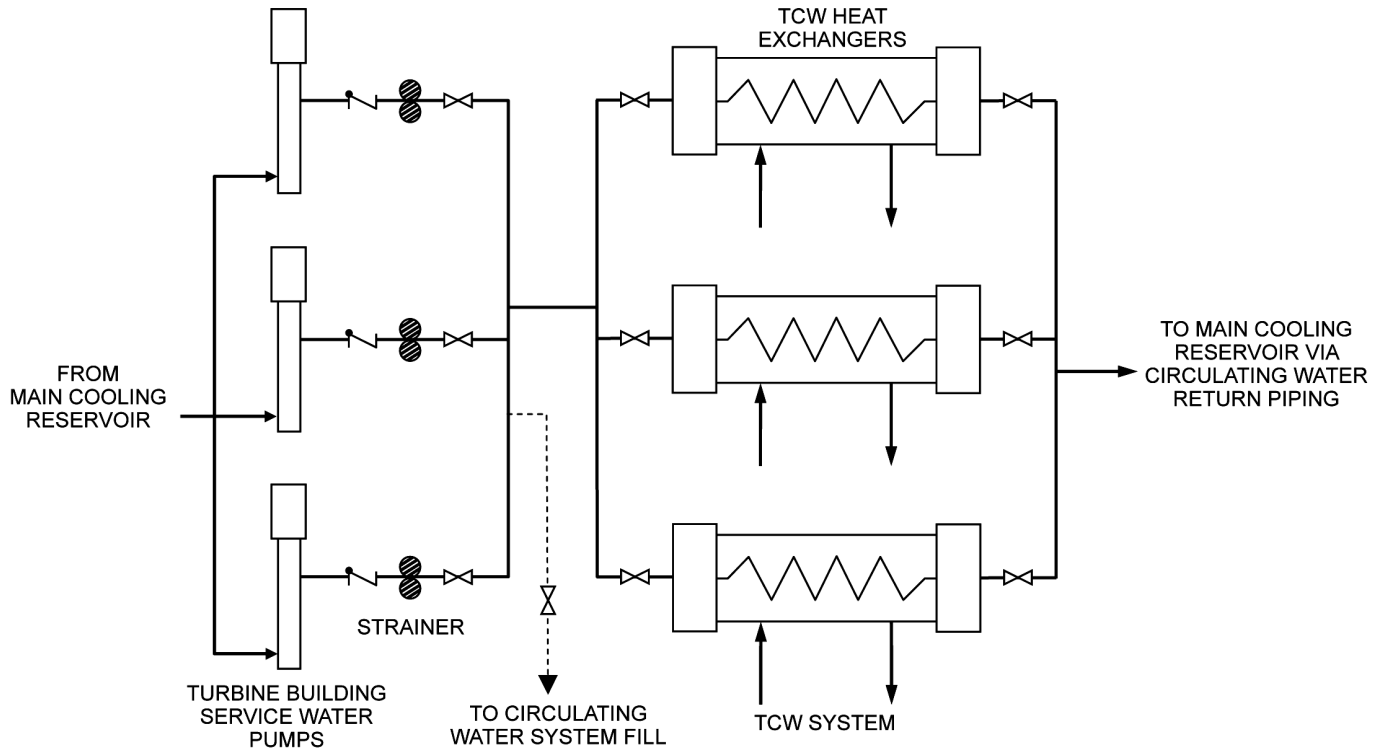 TCW HEAT
EXCHANGERS
FROM
MAIN COOLING
RESERVOIR
TO MAIN COOLING
RESERVOIR VIA
CIRCULATING WATER
RETURN PIPING
STRAINER
TURBINE BUILDING
SERVICE WATER
PUMPS
TO CIRCULATING
WATER SYSTEM FILL
TCW SYSTEM